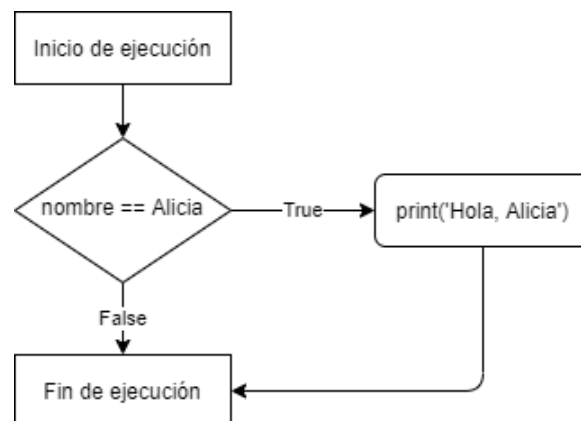 Inicio de ejecución
nombre == Alicia
True
print('Hola, Alicia')
False
Fin de ejecución